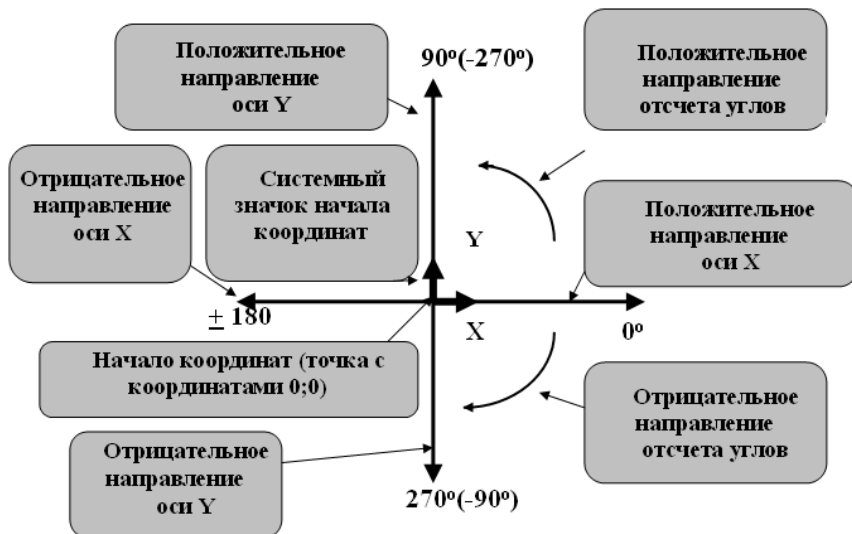 Положительное
направление
оси Y
90º(-270º)
Положительное
направление
отсчета углов
Отрицательное
направление
оси X
Системный
значок начала
координат
Y
Положительное
направление
оси X
± 180
X
0º
Начало координат (точка с
координатами 0;0)
Отрицательное
направление
отсчета углов
Отрицательное
направление
оси Y
270º(-90º)